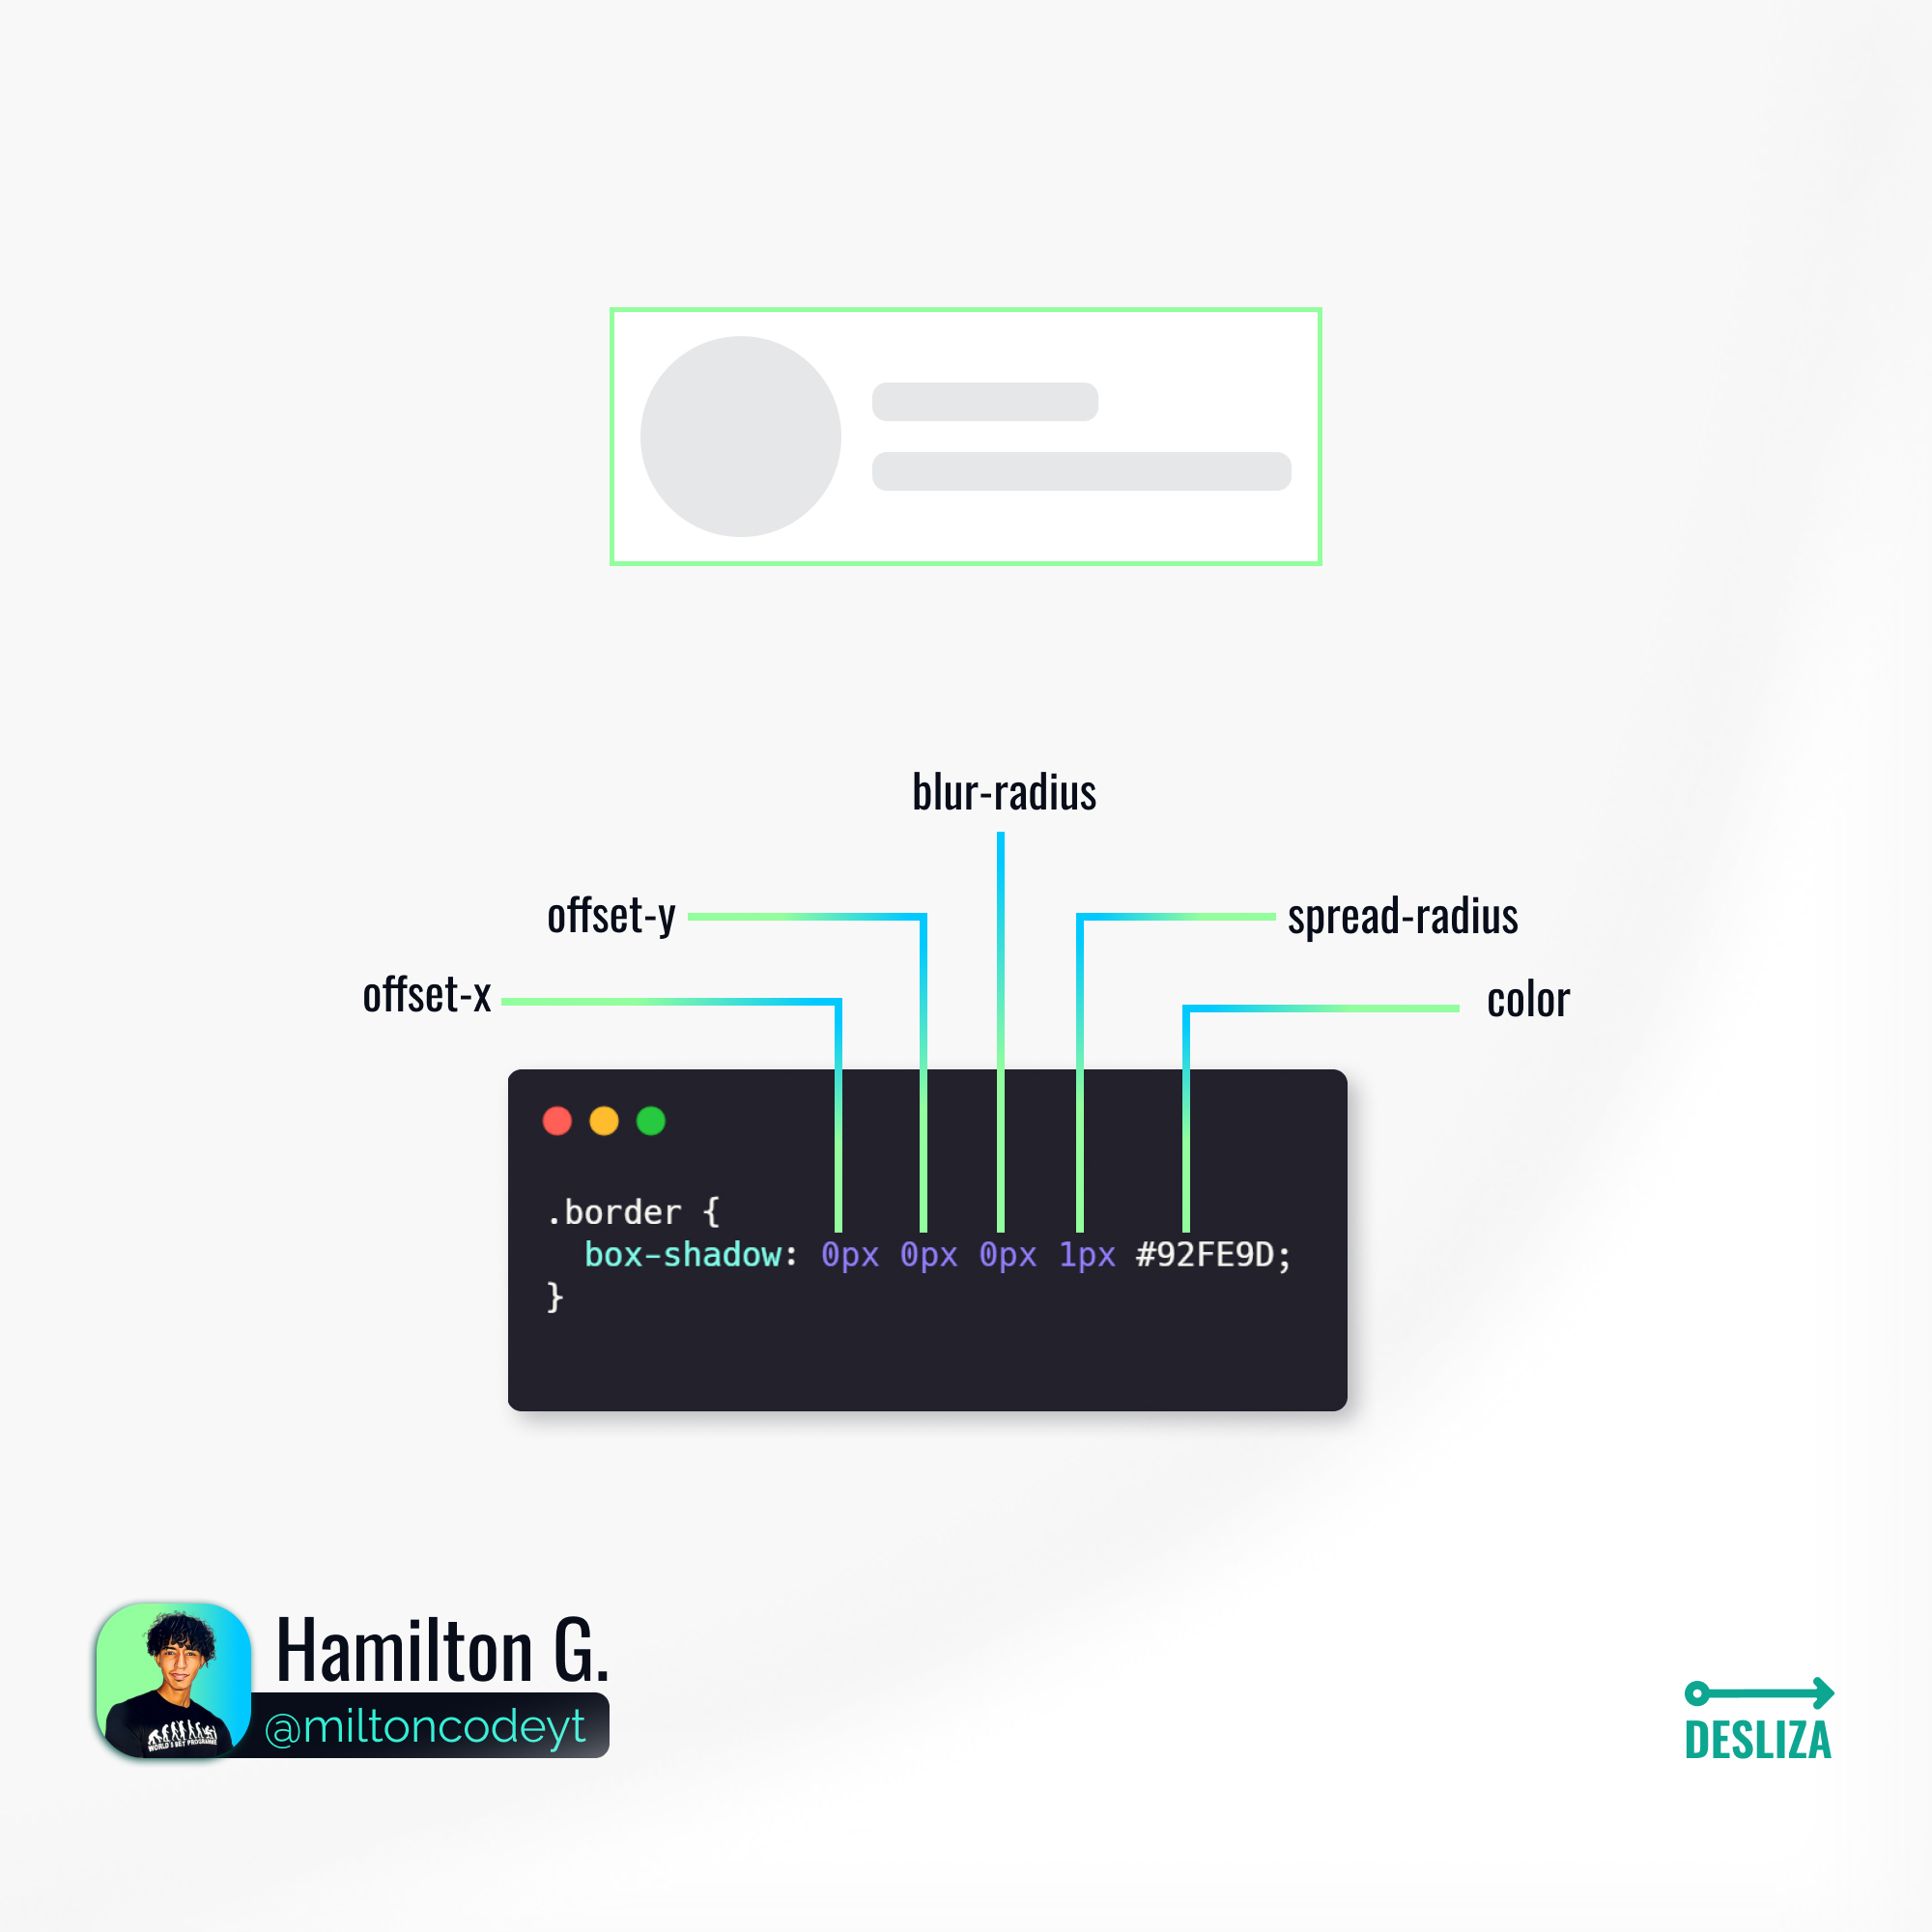 blur-radius
offset-y
spread-radius
offset-x
color
.border {
box-shadow: 0px 0px 0px 1px #92FE9D;
}
Hamilton G.
@miltoncodeyt
DESLIZA